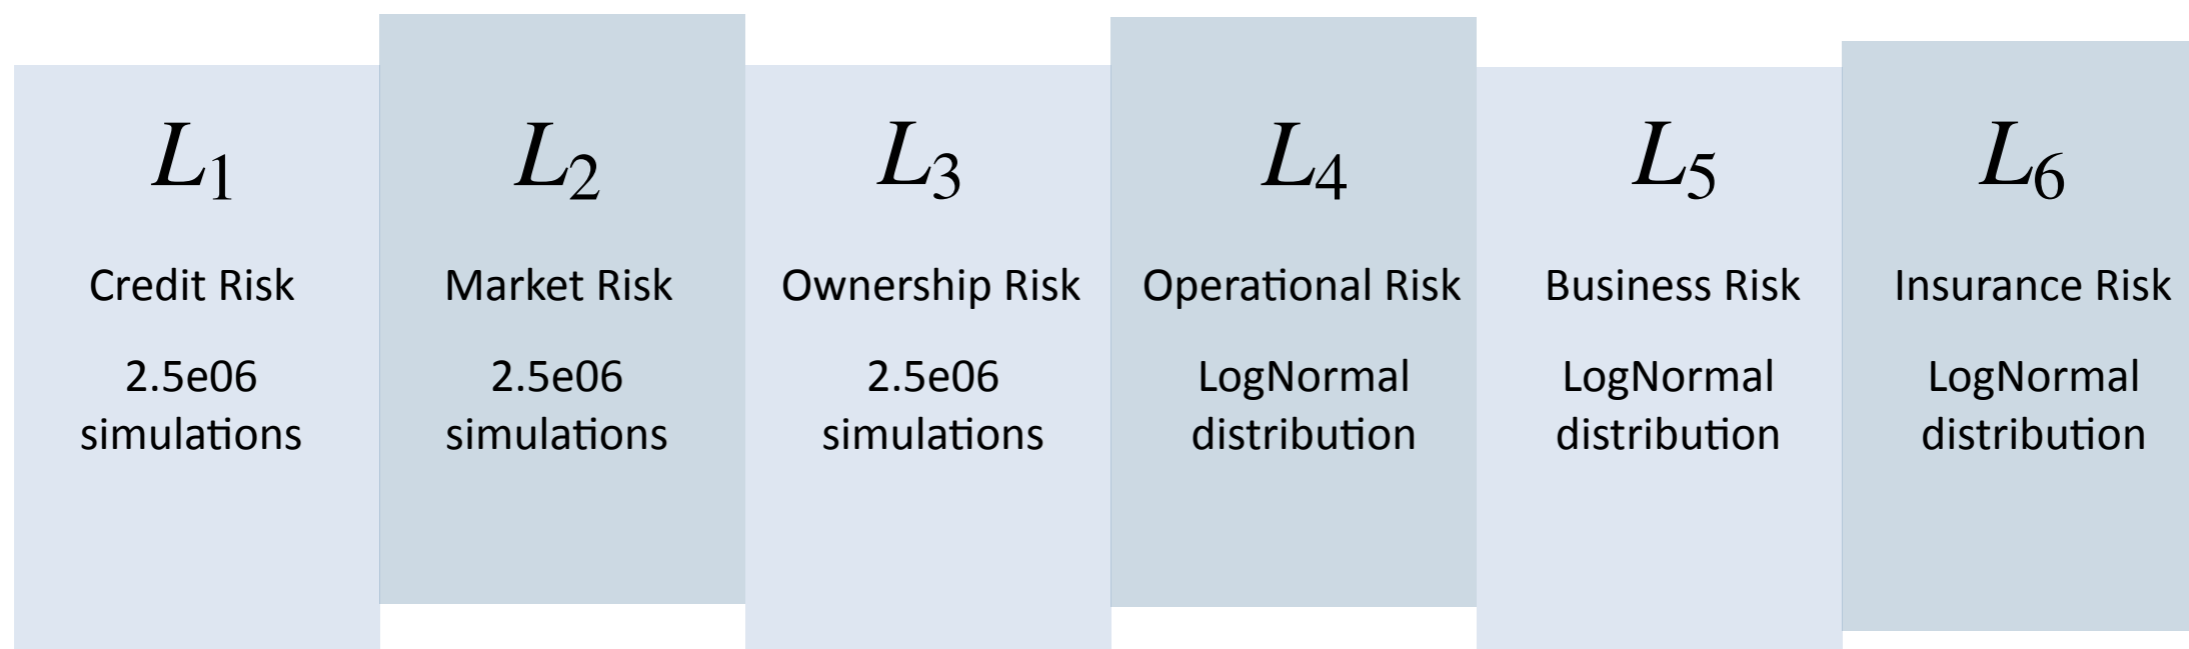 L1
Credit Risk
2.5e06
simulations
L2
Market Risk
2.5e06
simulations
L3
Ownership Risk
2.5e06
simulations
L4
Operational Risk
LogNormal
distribution
L5
Business Risk
LogNormal
distribution
L6
Insurance Risk
LogNormal
distribution